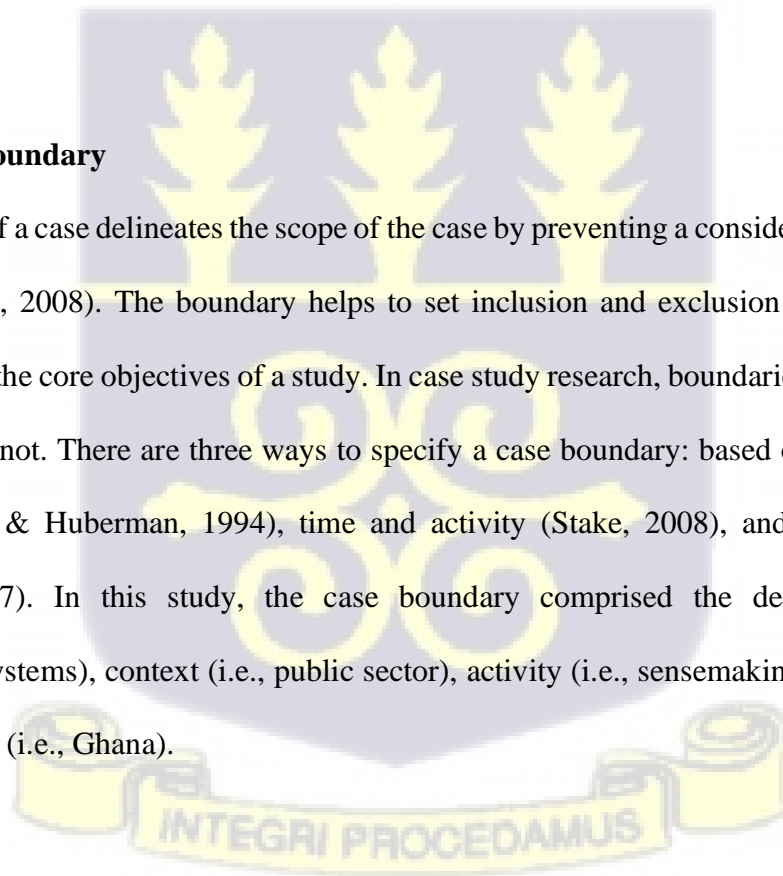 oundary
f a case delineates the scope of the case by preventing a conside
, 2008). The boundary helps to set inclusion and exclusion
the core objectives of a study. In case study research, boundarie
not. There are three ways to specify a case boundary: based
& Huberman, 1994), time and activity (Stake, 2008), and
7). In this study, the case boundary comprised the de
ystems), context (i.e., public sector), activity (i.e., sensemakin
(i.e., Ghana).
INTEGRI PROCEDAMUS